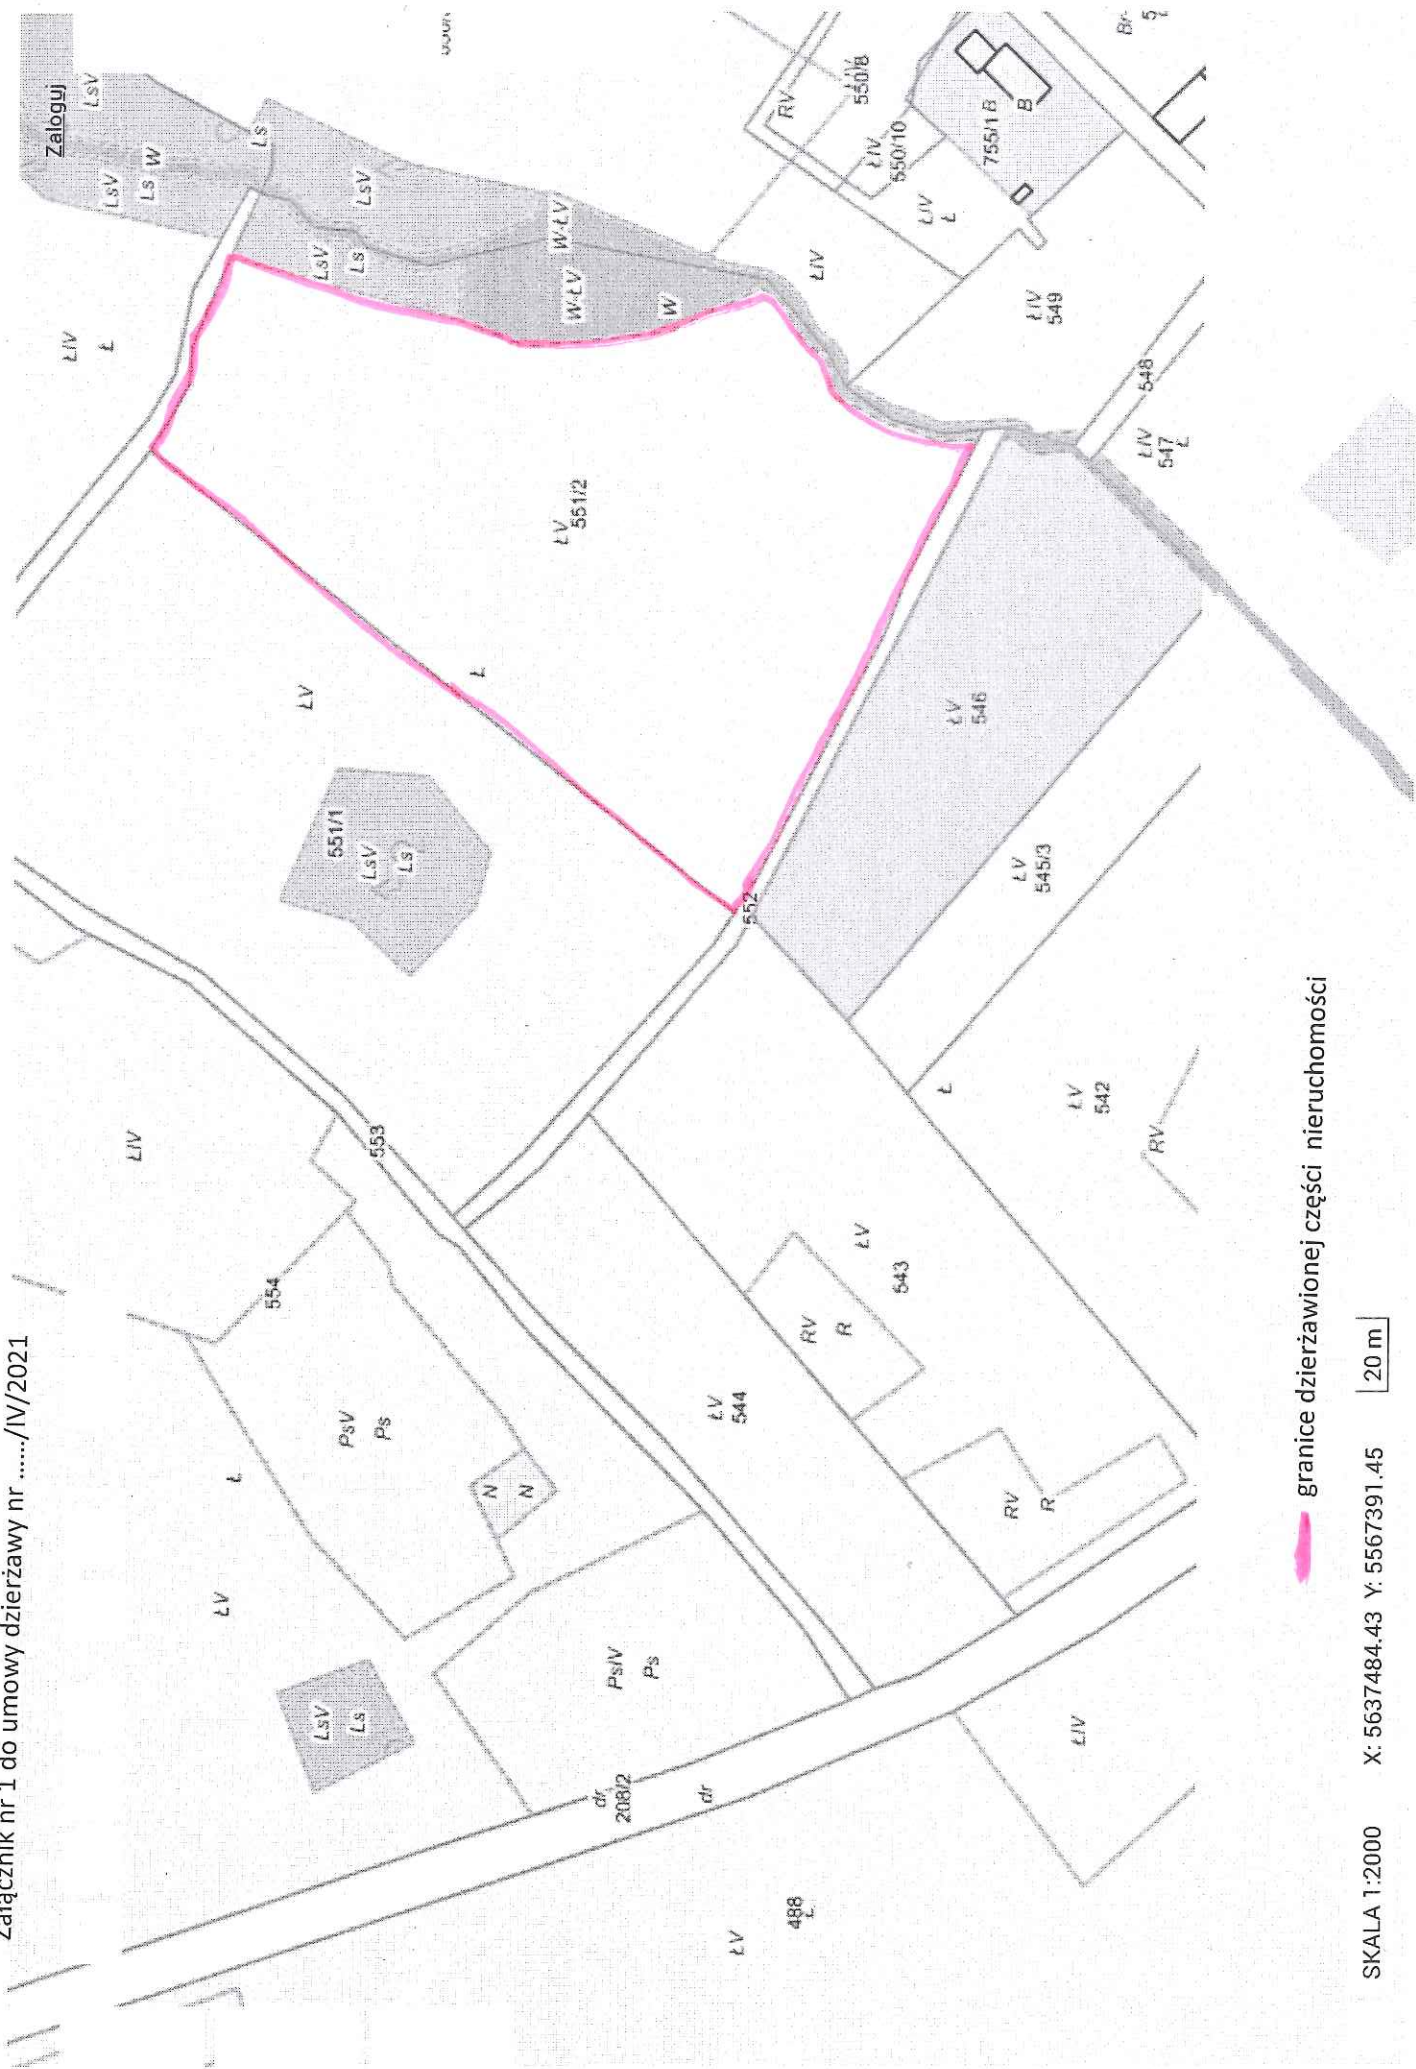 Załącznik nr 1 do umowy dzierżawy nr ....../IV/2021
Zaloguj
LsV
LsV
Ls W
Ls
LsV
LsV
Ls
W-ŁV
W-ŁV
W
ŁIV
Ł
RV
550/8
ŁIV
550/10
ŁIV
Ł
755/1 B
B
ŁIV
ŁIV
549
548
ŁIV
547
Ł
ŁV
551/2
Ł
ŁV
551/1
LsV
Ls
552
ŁV
546
ŁV
545/3
Ł
ŁV
542
RV
ŁIV
553
554
Ł
PsV
Ps
N
N
ŁV
LsV
Ls
PsIV
Ps
ŁV
544
RV
R
ŁV
543
RV
R
dr
208/2
dr
ŁIV
ŁV
488
Ł
granice dzierżawionej części nieruchomości
SKALA 1:2000 X: 5637484.43 Y: 5567391.45 20 m